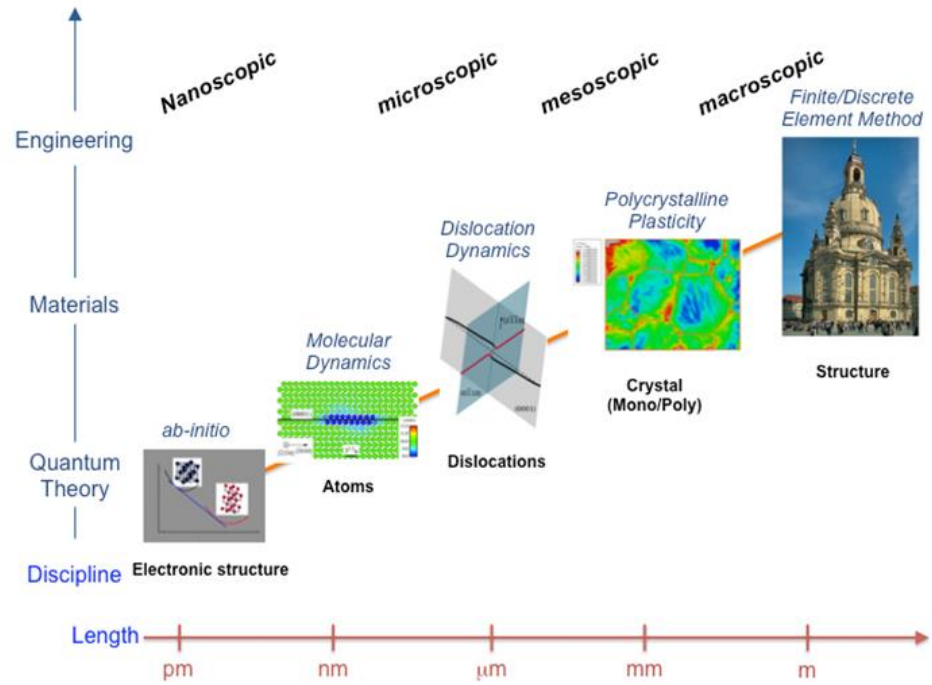 Nanoscopic
microscopic
mesoscopic
macroscopic
Finite/Discrete
Element Method
Engineering
Polycrystalline
Plasticity
Dislocation
Dynamics
Materials
Molecular
Dynamics
Structure
Crystal
(Mono/Poly)
ab-initio
Dislocations
Quantum
Theory
Atoms
Electronic structure
Discipline
Length
pm
nm
μm
mm
m
(0001)